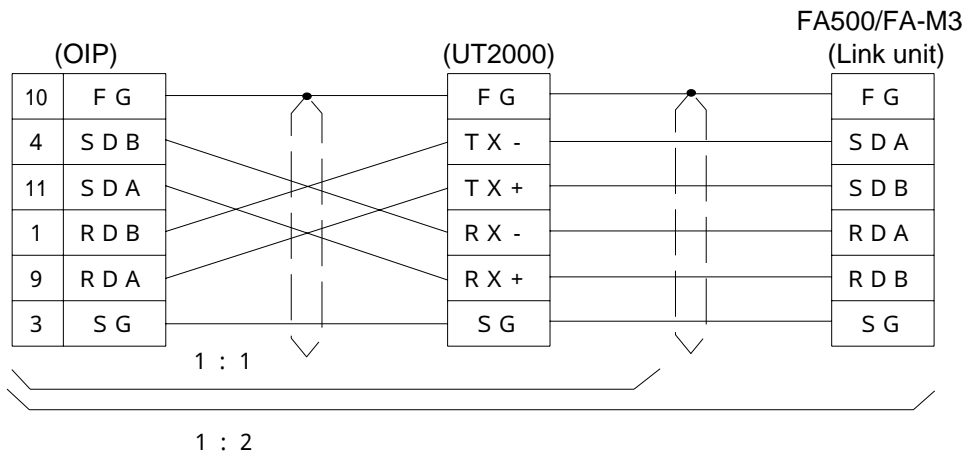 FA500/FA-M3
(OIP) (UT2000) (Link unit)
10 F G F G F G
4 S D B T X - S D A
11 S D A T X + S D B
1 R D B R X - R D A
9 R D A R X + R D B
3 S G S G S G
1 : 1
1 : 2